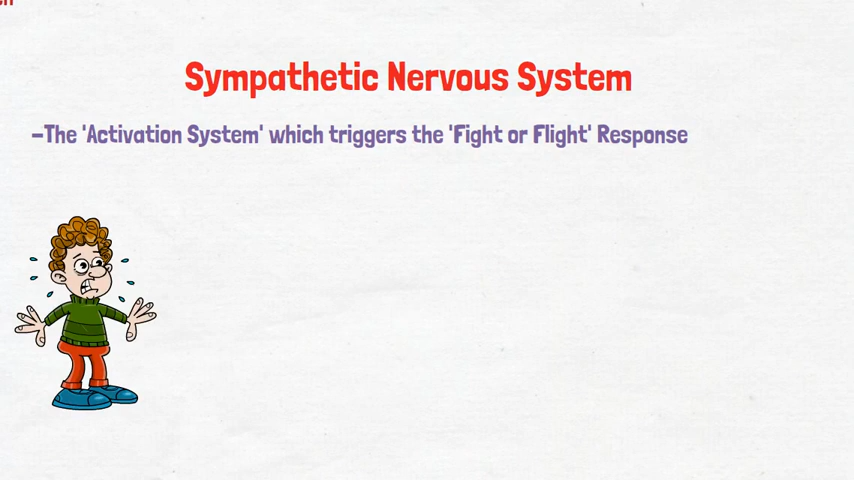 Sympathetic Nervous System
-The 'Activation System' which triggers the 'Fight or Flight' Response